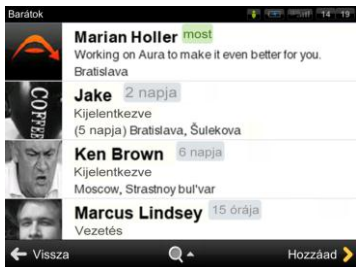 Barátok 14 19
Marian Holler most
Working on Aura to make it even better for you.
Bratislava
COFFEE
Jake 2 napja
Kijelentkezve
(5 napja) Bratislava, Šulekova
Ken Brown 6 napja
Kijelentkezve
Moscow, Strastnoy bul'var
Marcus Lindsey 15 órája
Vezetés
Vissza Hozzáad